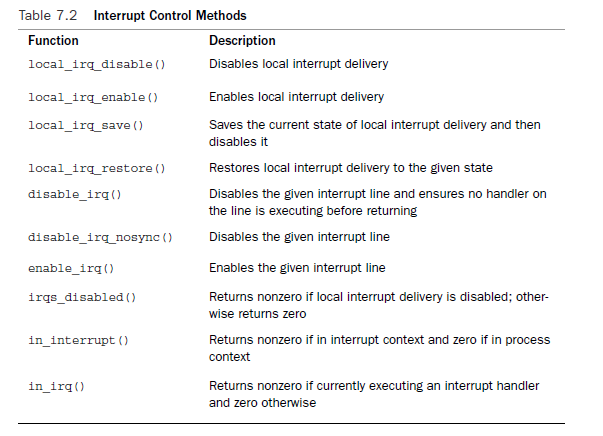 Table 7.2 Interrupt Control Methods
Function Description
local_irq_disable() Disables local interrupt delivery
local_irq_enable() Enables local interrupt delivery
local_irq_save() Saves the current state of local interrupt delivery and then
disables it
local_irq_restore() Restores local interrupt delivery to the given state
disable_irq() Disables the given interrupt line and ensures no handler on
the line is executing before returning
disable_irq_nosync() Disables the given interrupt line
enable_irq() Enables the given interrupt line
irqs_disabled() Returns nonzero if local interrupt delivery is disabled; other-
wise returns zero
in_interrupt() Returns nonzero if in interrupt context and zero if in process
context
in_irq() Returns nonzero if currently executing an interrupt handler
and zero otherwise